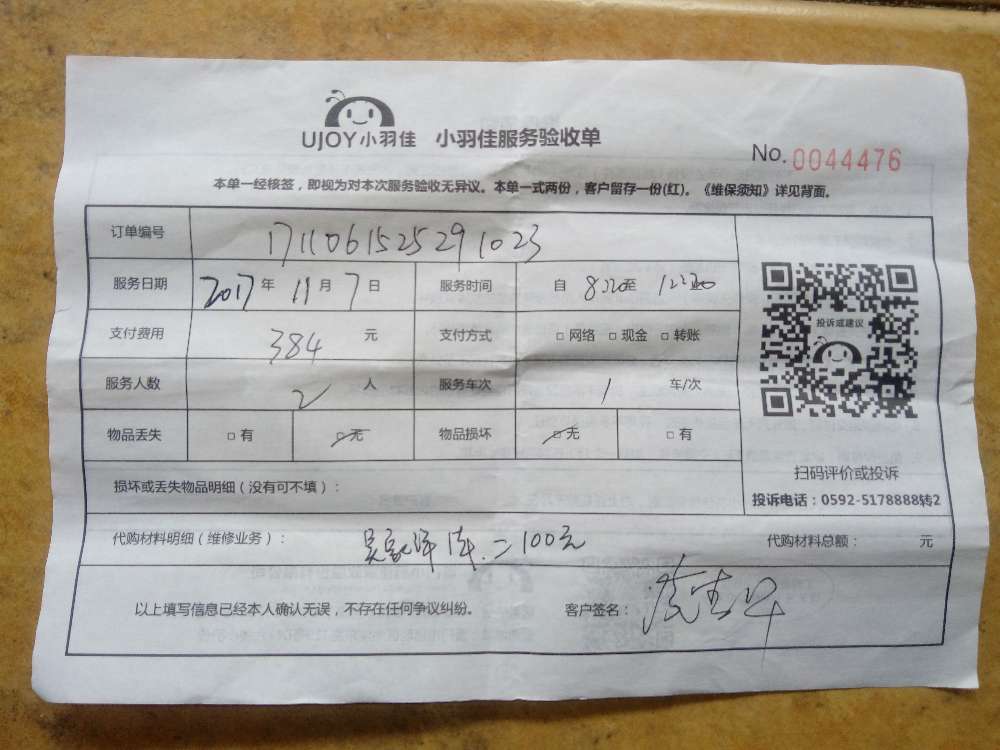 UJOY小羽佳 小羽佳服务验收单
No. 0044476
本单一经核签，即视为对本次服务验收无异议。本单一式两份，客户留存一份(红)。《维保须知》详见背面。
订单编号 17110615252910​23
服务日期 2017 年 11 月 7 日 服务时间 自 8:30至
支付费用 384 元 支付方式 □ 网络 □ 现金 □ 转账
投诉或建议
服务人数 2 人 服务车次 1 车/次
物品丢失 □ 有 □ 无 物品损坏 □ 无 □ 有
扫码评价或投诉
损坏或丢失物品明细（没有可不填）：
投诉电话：0592-5178888转2
代购材料明细（维修业务）： 二100元 代购材料总额： 元
以上填写信息已经本人确认无误，不存在任何争议纠纷。 客户签名：